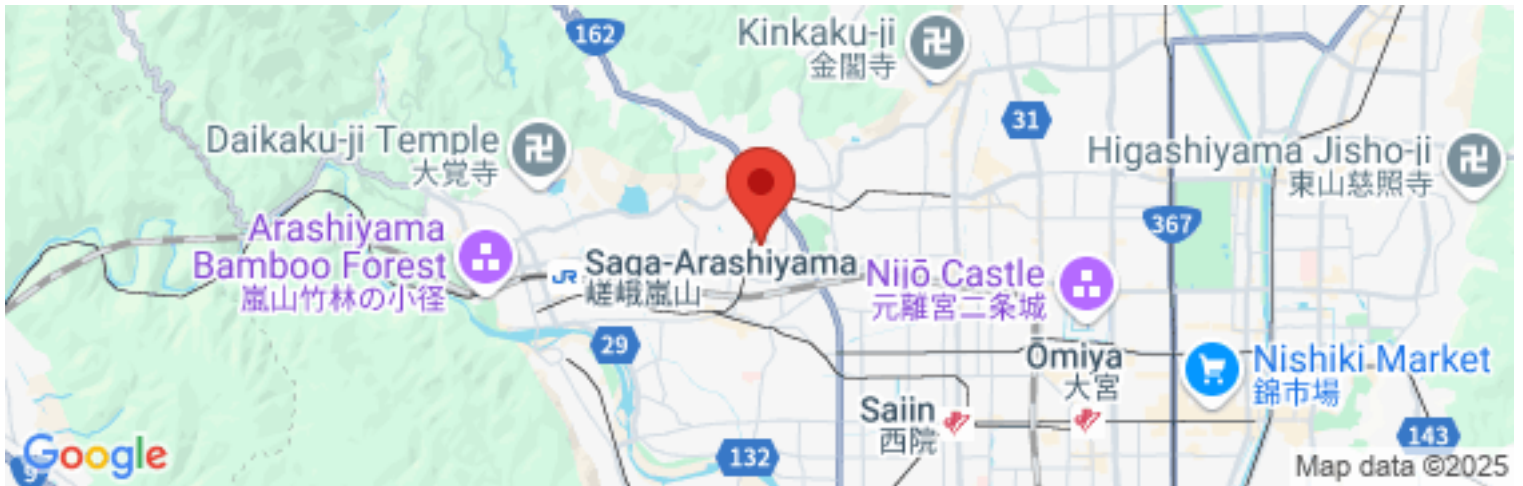 162
Kinkaku-ji
金閣寺
31
Daikaku-ji Temple
大覚寺
Higashiyama Jisho-ji
東山慈照寺
367
Arashiyama
Bamboo Forest
嵐山竹林の小径
JR
Saga-Arashiyama
嵯峨嵐山
Nijō Castle
元離宮二条城
29
Ōmiya
大宮
Nishiki Market
錦市場
Saiin
西院
143
132
9
Google
Map data ©2025